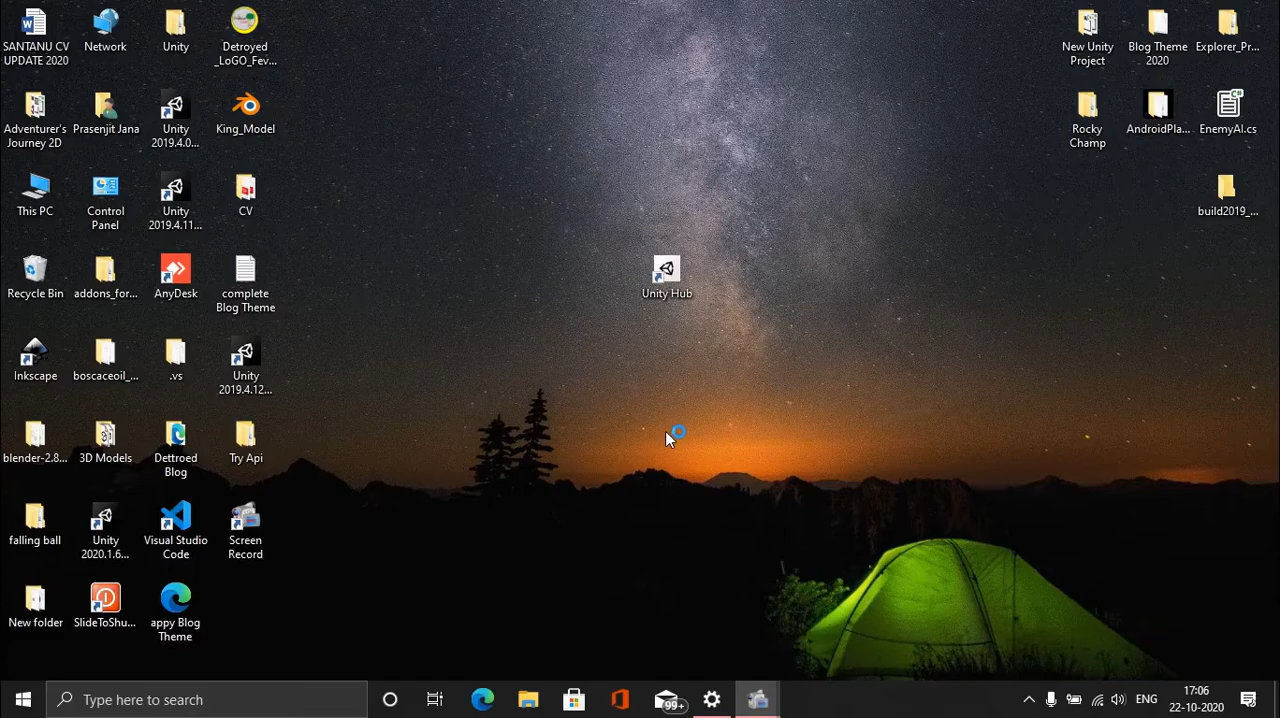 SANTANU CV
UPDATE 2020
Network
Unity
Detroyed
_LoGO_Fev...
New Unity
Project
Blog Theme
2020
Explorer_Pr...
Adventurer's
Journey 2D
Prasenjit Jana
Unity
2019.4.0...
King_Model
Rocky
Champ
AndroidPla...
C#
EnemyAI.cs
This PC
Control
Panel
Unity
2019.4.11...
CV
build2019_...
Recycle Bin
addons_for...
AnyDesk
complete
Blog Theme
Unity Hub
Inkscape
boscaceoil_...
.vs
Unity
2019.4.12...
blender-2.8...
3D Models
Dettroed
Blog
Try Api
falling ball
Unity
2020.1.6...
Visual Studio
Code
Screen
Record
New folder
SlideToShu...
appy Blog
Theme
Type here to search
99+
ENG
17:06
22-10-2020